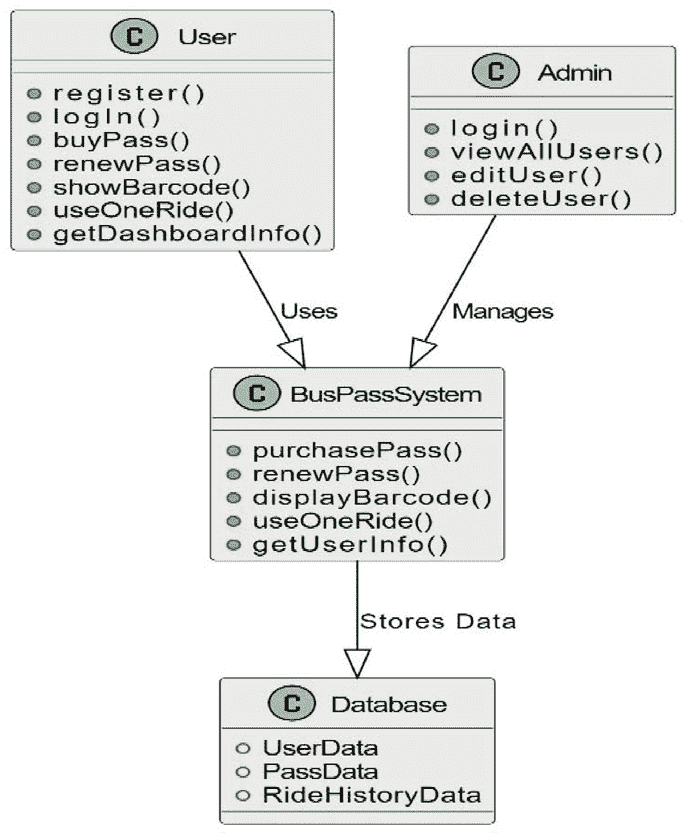 C User
register()
logIn()
buyPass()
renewPass()
showBarcode()
useOneRide()
getDashboardInfo()
C Admin
login()
viewAllUsers()
editUser()
deleteUser()
Uses
Manages
C BusPassSystem
purchasePass()
renewPass()
displayBarcode()
useOneRide()
getUserInfo()
Stores Data
C Database
UserData
PassData
RideHistoryData